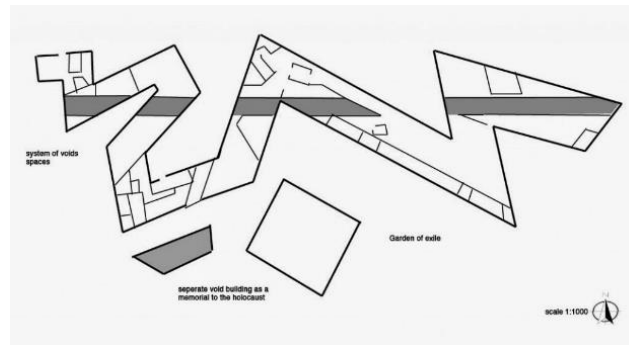 system of voids
spaces
Garden of exile
seperate void building as a
memorial to the holocaust
scale 1:1000
N